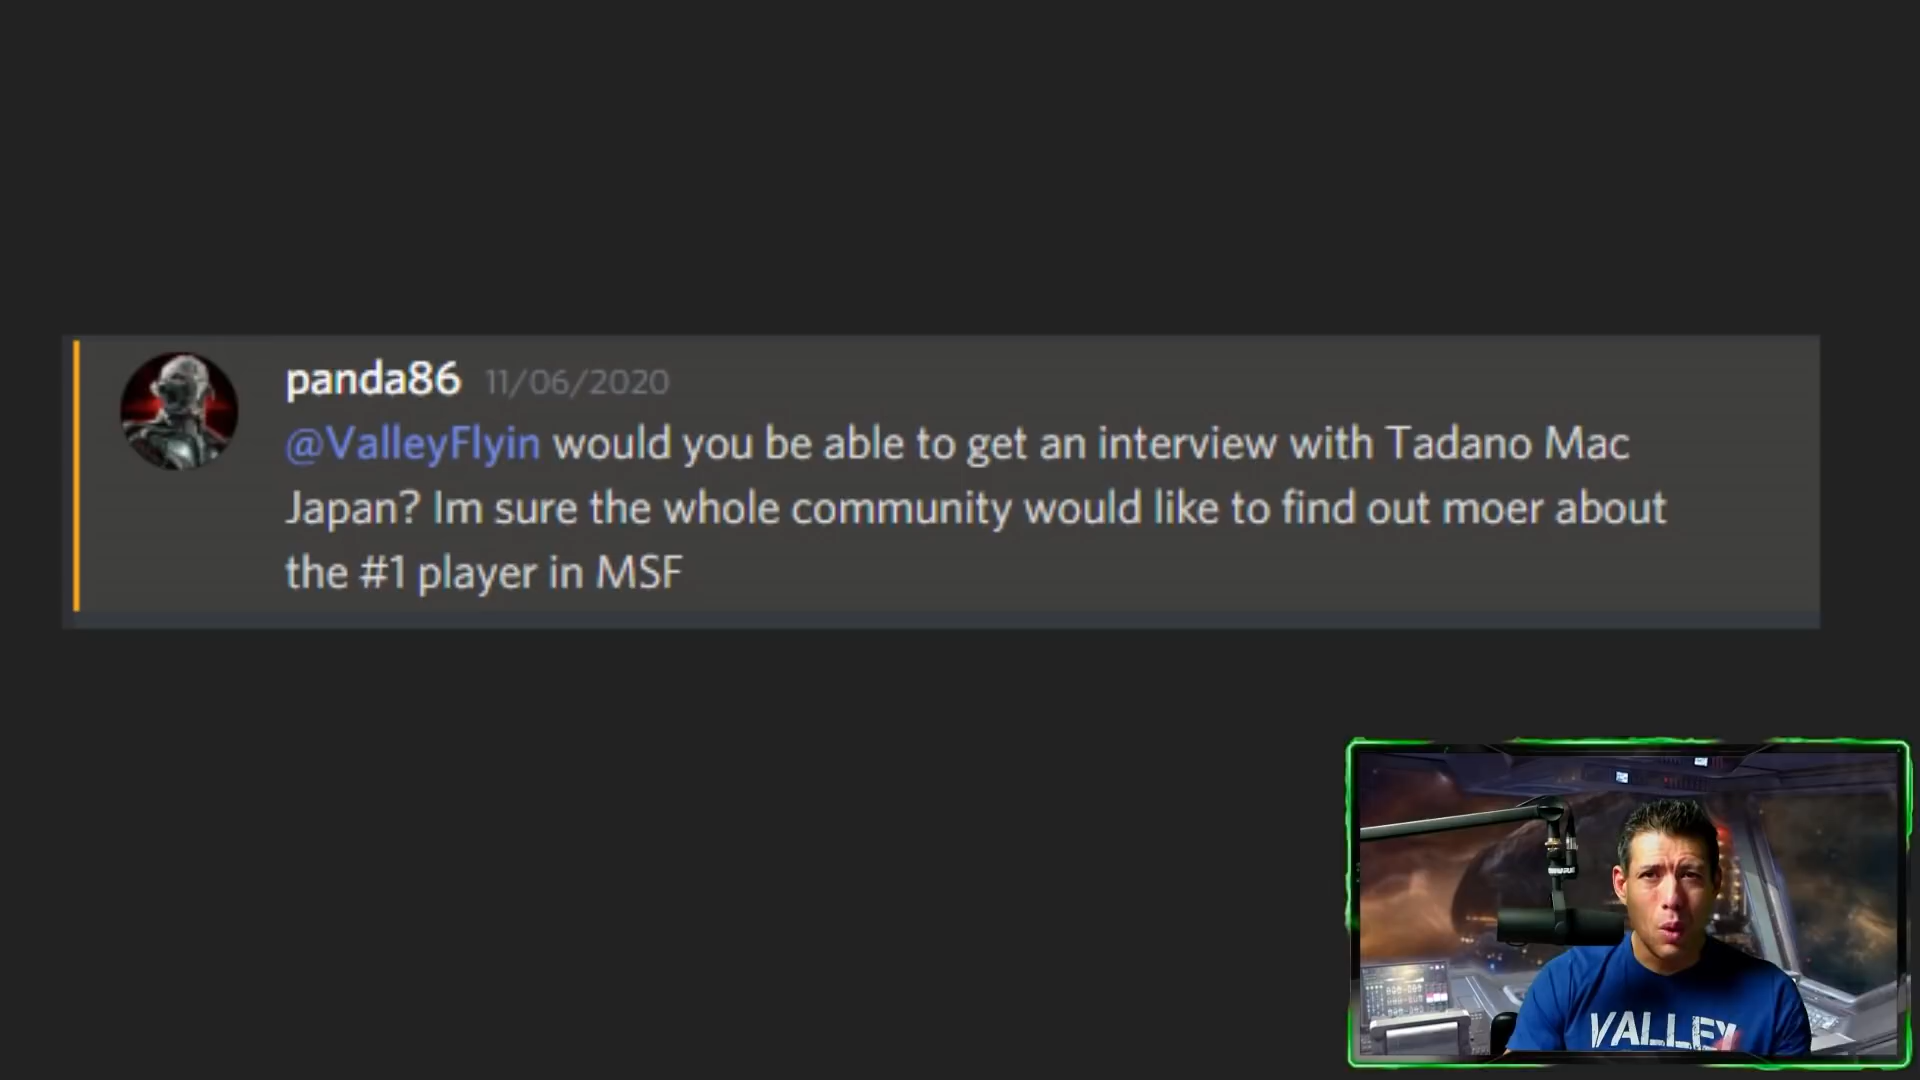 panda86 11/06/2020
@ValleyFlyin would you be able to get an interview with Tadano Mac
Japan? Im sure the whole community would like to find out moer about
the #1 player in MSF
VALLEY